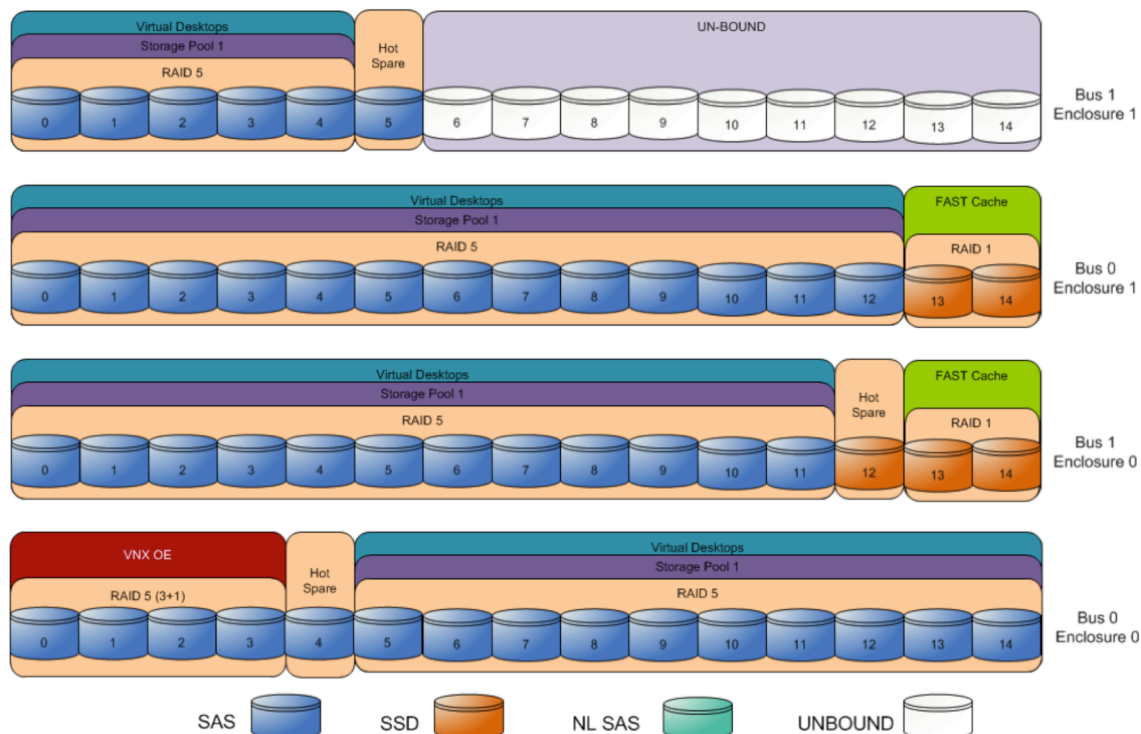 Virtual Desktops
Storage Pool 1
RAID 5
Hot
Spare
UN-BOUND
0 1 2 3 4 5 6 7 8 9 10 11 12 13 14
Bus 1
Enclosure 1
Virtual Desktops
Storage Pool 1
RAID 5
FAST Cache
RAID 1
0 1 2 3 4 5 6 7 8 9 10 11 12 13 14
Bus 0
Enclosure 1
Virtual Desktops
Storage Pool 1
RAID 5
Hot
Spare
FAST Cache
RAID 1
0 1 2 3 4 5 6 7 8 9 10 11 12 13 14
Bus 1
Enclosure 0
VNX OE
RAID 5 (3+1)
Hot
Spare
Virtual Desktops
Storage Pool 1
RAID 5
0 1 2 3 4 5 6 7 8 9 10 11 12 13 14
Bus 0
Enclosure 0
SAS SSD NL SAS UNBOUND